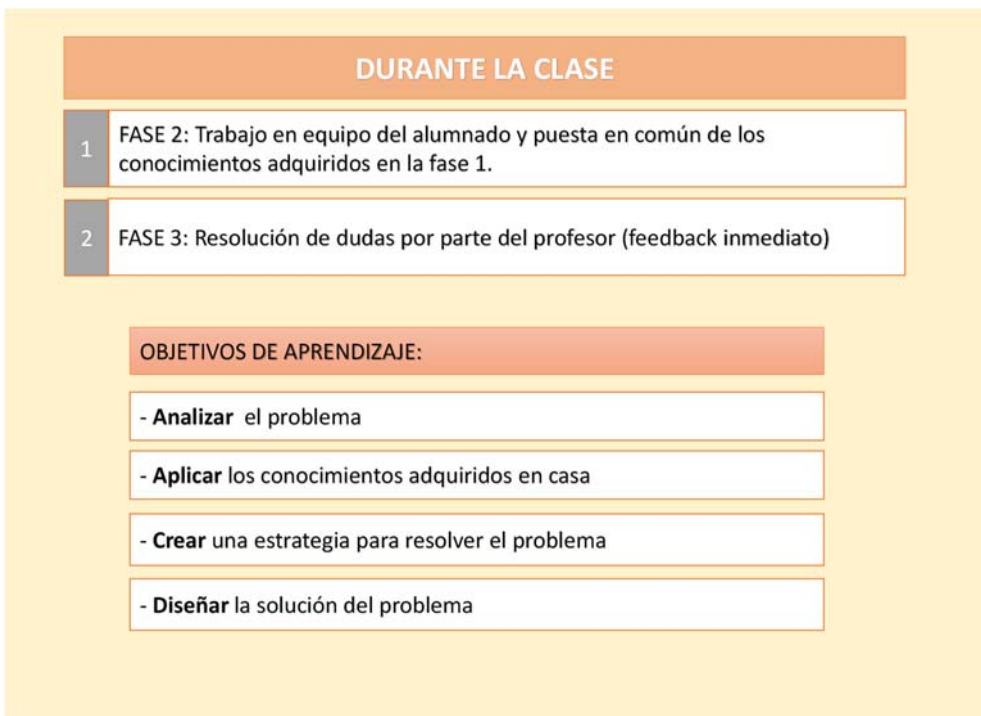 DURANTE LA CLASE
1
FASE 2: Trabajo en equipo del alumnado y puesta en común de los
conocimientos adquiridos en la fase 1.
2
FASE 3: Resolución de dudas por parte del profesor (feedback inmediato)
OBJETIVOS DE APRENDIZAJE:
- Analizar el problema
- Aplicar los conocimientos adquiridos en casa
- Crear una estrategia para resolver el problema
- Diseñar la solución del problema